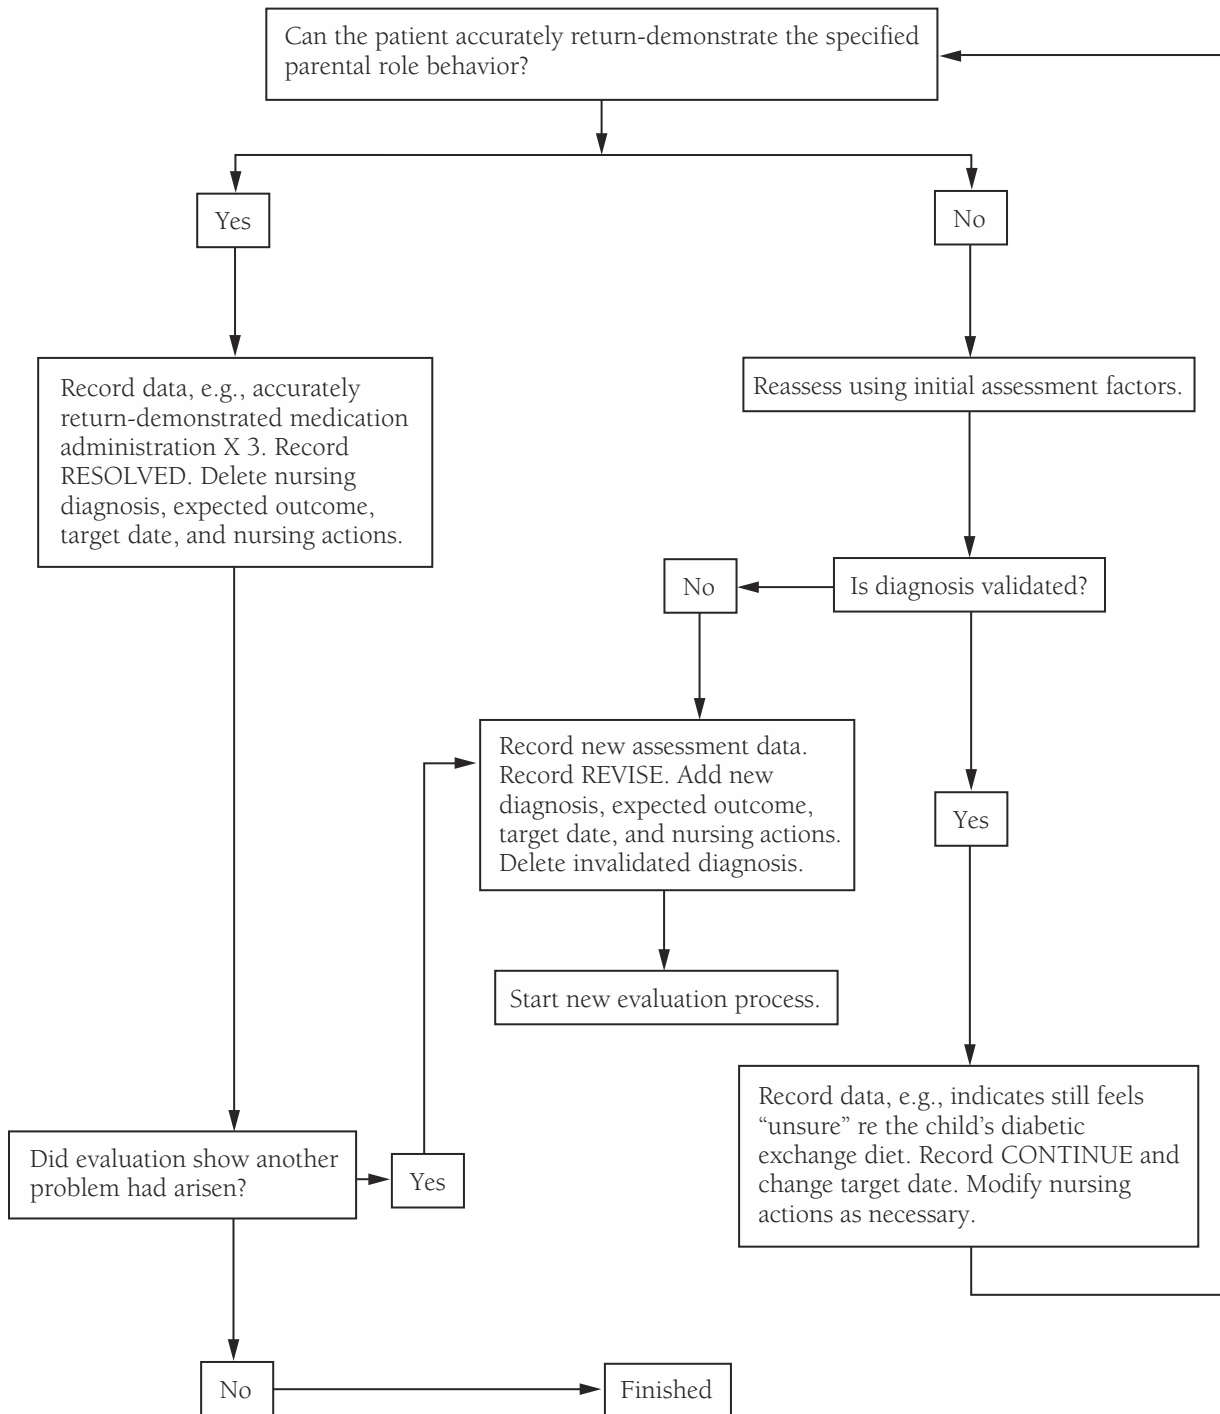 Can the patient accurately return-demonstrate the specified
parental role behavior?
Yes
No
Record data, e.g., accurately
return-demonstrated medication
administration X 3. Record
RESOLVED. Delete nursing
diagnosis, expected outcome,
target date, and nursing actions.
Reassess using initial assessment factors.
Is diagnosis validated?
No
Record new assessment data.
Record REVISE. Add new
diagnosis, expected outcome,
target date, and nursing actions.
Delete invalidated diagnosis.
Yes
Start new evaluation process.
Record data, e.g., indicates still feels
“unsure” re the child’s diabetic
exchange diet. Record CONTINUE and
change target date. Modify nursing
actions as necessary.
Did evaluation show another
problem had arisen?
Yes
No
Finished